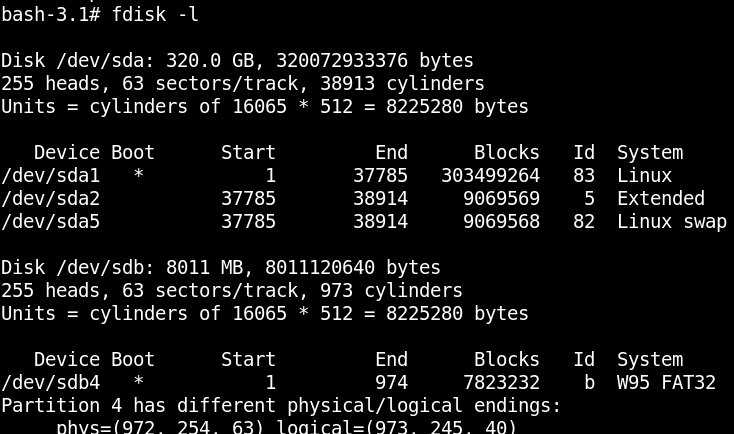 bash-3.1# fdisk -l
Disk /dev/sda: 320.0 GB, 320072933376 bytes
255 heads, 63 sectors/track, 38913 cylinders
Units = cylinders of 16065 * 512 = 8225280 bytes
Device Boot Start End Blocks Id System
/dev/sda1 * 1 37785 303499264 83 Linux
/dev/sda2 37785 38914 9069569 5 Extended
/dev/sda5 37785 38914 9069568 82 Linux swap
Disk /dev/sdb: 8011 MB, 8011120640 bytes
255 heads, 63 sectors/track, 973 cylinders
Units = cylinders of 16065 * 512 = 8225280 bytes
Device Boot Start End Blocks Id System
/dev/sdb4 * 1 974 7823232 b W95 FAT32
Partition 4 has different physical/logical endings:
phys=(972, 254, 63) logical=(973, 245, 40)